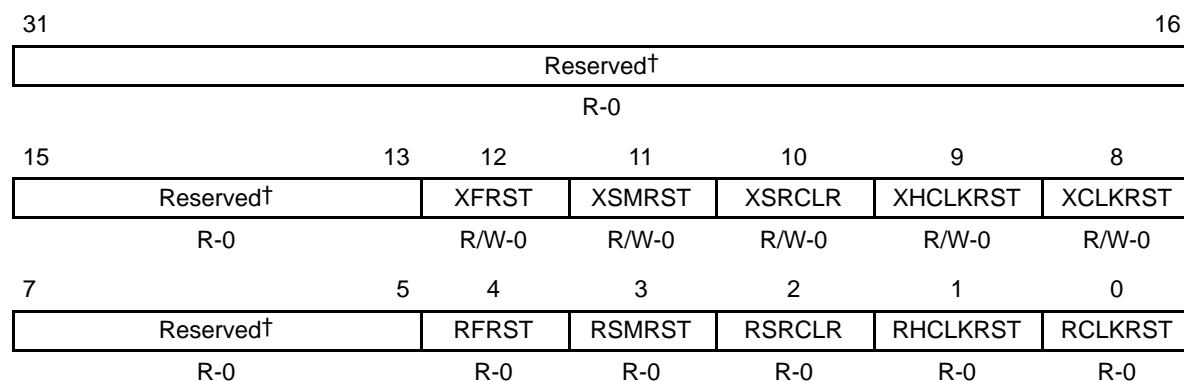 31 16
Reserved†
R-0
15 13 12 11 10 9 8
Reserved† XFRST XSMRST XSRCLR XHCLKRST XCLKRST
R-0 R/W-0 R/W-0 R/W-0 R/W-0 R/W-0
7 5 4 3 2 1 0
Reserved† RFRST RSMRST RSRCLR RHCLKRST RCLKRST
R-0 R-0 R-0 R-0 R-0 R-0